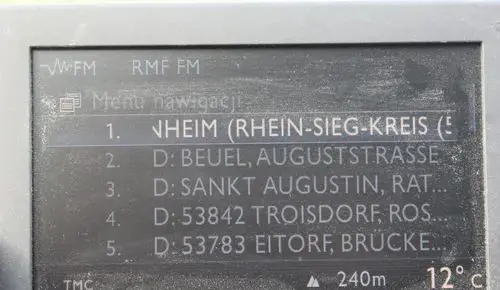 FM RMF FM
Menu nawigacji
1. NHEIM (RHEIN-SIEG-KREIS (5
2. D: BEUEL, AUGUSTSTRASSE
3. D: SANKT AUGUSTIN, RAT...
4. D: 53842 TROISDORF, ROS...
5. D: 53783 EITORF, BRÜCKE...
TMC 240m 12° C